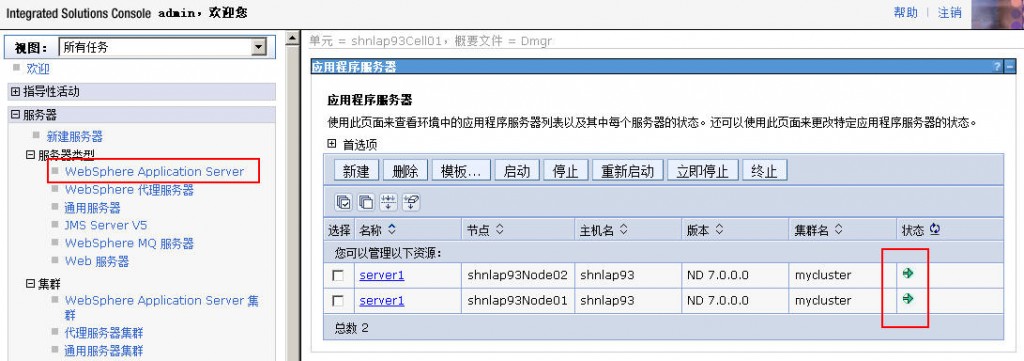 Integrated Solutions Console admin，欢迎您
帮助 | 注销
视图： 所有任务
欢迎
指导性活动
服务器
新建服务器
服务器类型
WebSphere Application Server
WebSphere 代理服务器
通用服务器
JMS Server V5
WebSphere MQ 服务器
Web 服务器
集群
WebSphere Application Server 集
群
代理服务器集群
通用服务器集群
单元 = shnlap93Cell01，概要文件 = Dmgr
应用程序服务器 ? -
应用程序服务器
使用此页面来查看环境中的应用程序服务器列表以及其中每个服务器的状态。还可以使用此页面来更改特定应用程序服务器的状态。
首选项
新建 删除 模板... 启动 停止 重新启动 立即停止 终止
选择 名称 节点 主机名 版本 集群名 状态
您可以管理以下资源：
server1 shnlap93Node02 shnlap93 ND 7.0.0.0 mycluster
server1 shnlap93Node01 shnlap93 ND 7.0.0.0 mycluster
总数 2